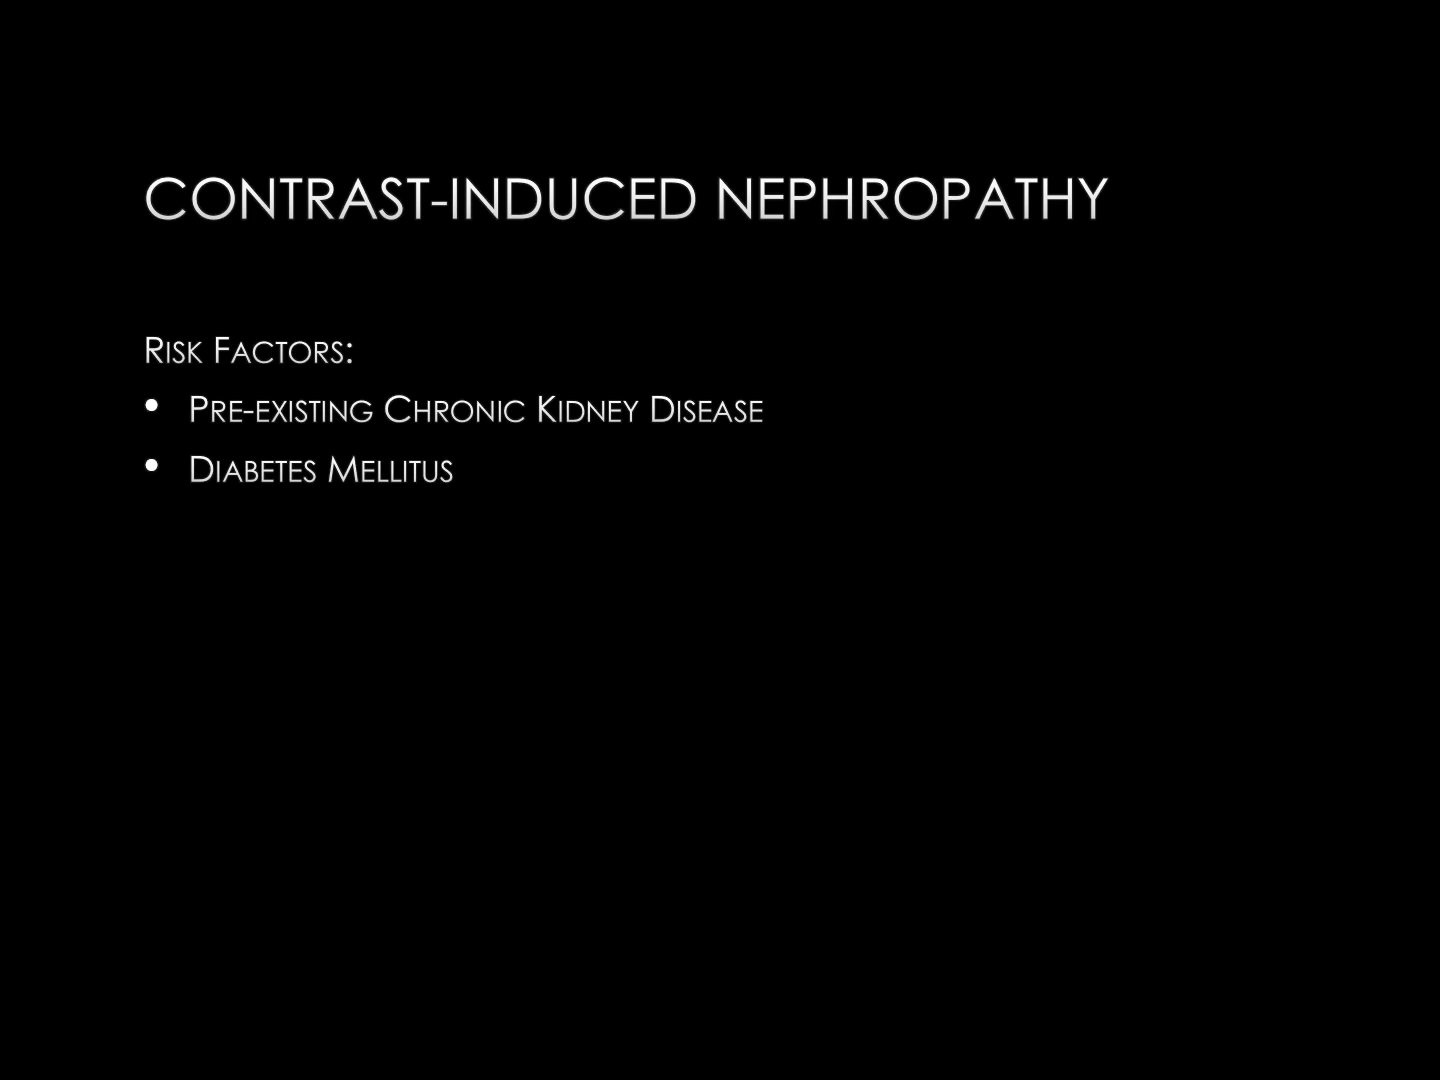 CONTRAST-INDUCED NEPHROPATHY
Risk Factors:
• Pre-existing Chronic Kidney Disease
• Diabetes Mellitus